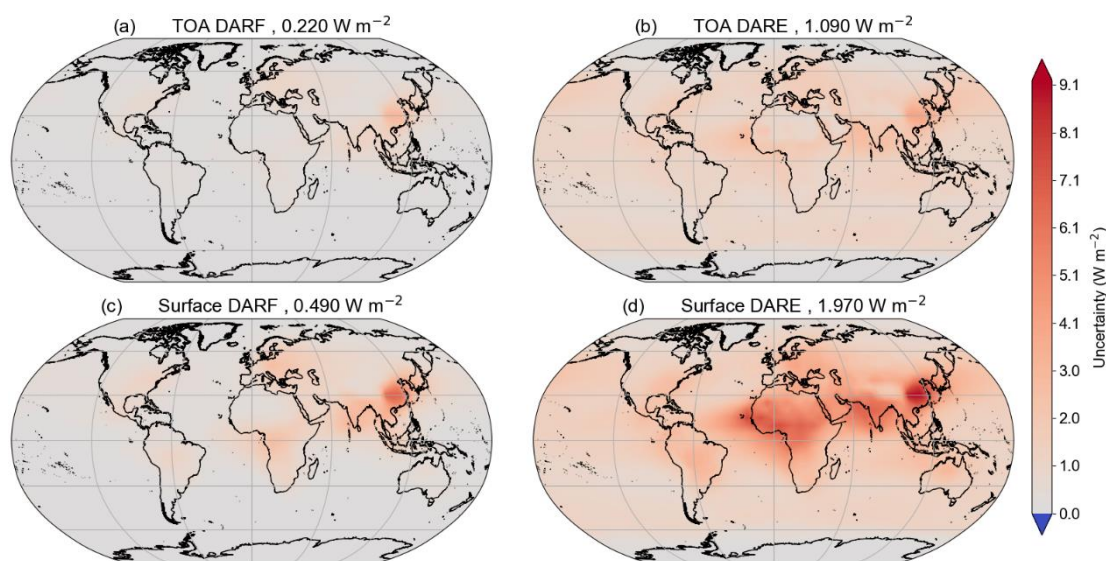 (a) TOA DARF , 0.220 W m⁻²
(b) TOA DARE , 1.090 W m⁻²
(c) Surface DARF , 0.490 W m⁻²
(d) Surface DARE , 1.970 W m⁻²
9.1
8.1
7.1
6.1
5.1
4.1
3.0
2.0
1.0
0.0
Uncertainty (W m⁻²)